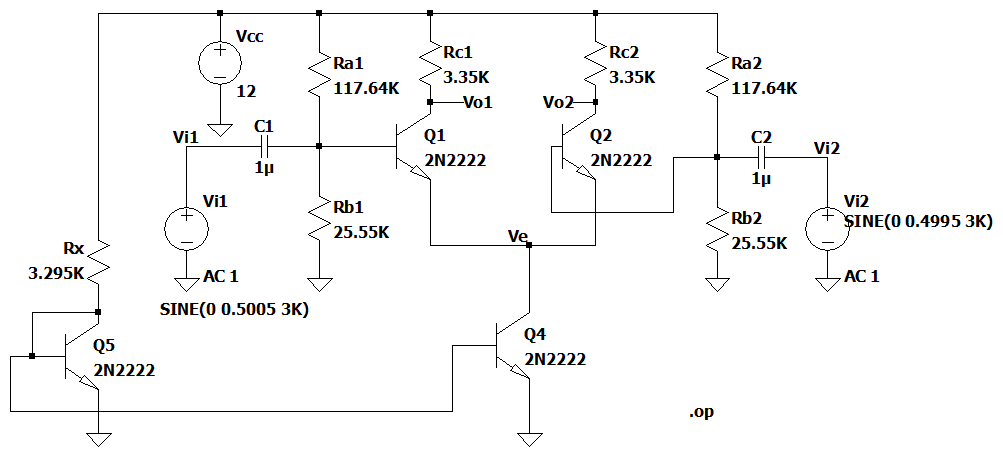 Vcc
12
Ra1
117.64K
Rc1
3.35K
Vo1
Rc2
3.35K
Vo2
Ra2
117.64K
C1
1µ
Vi1
Q1
2N2222
Q2
2N2222
C2
1µ
Vi2
Vi1
AC 1
SINE(0 0.5005 3K)
Rb1
25.55K
Ve
Rb2
25.55K
Vi2
SINE(0 0.4995 3K)
AC 1
Rx
3.295K
Q5
2N2222
Q4
2N2222
.op